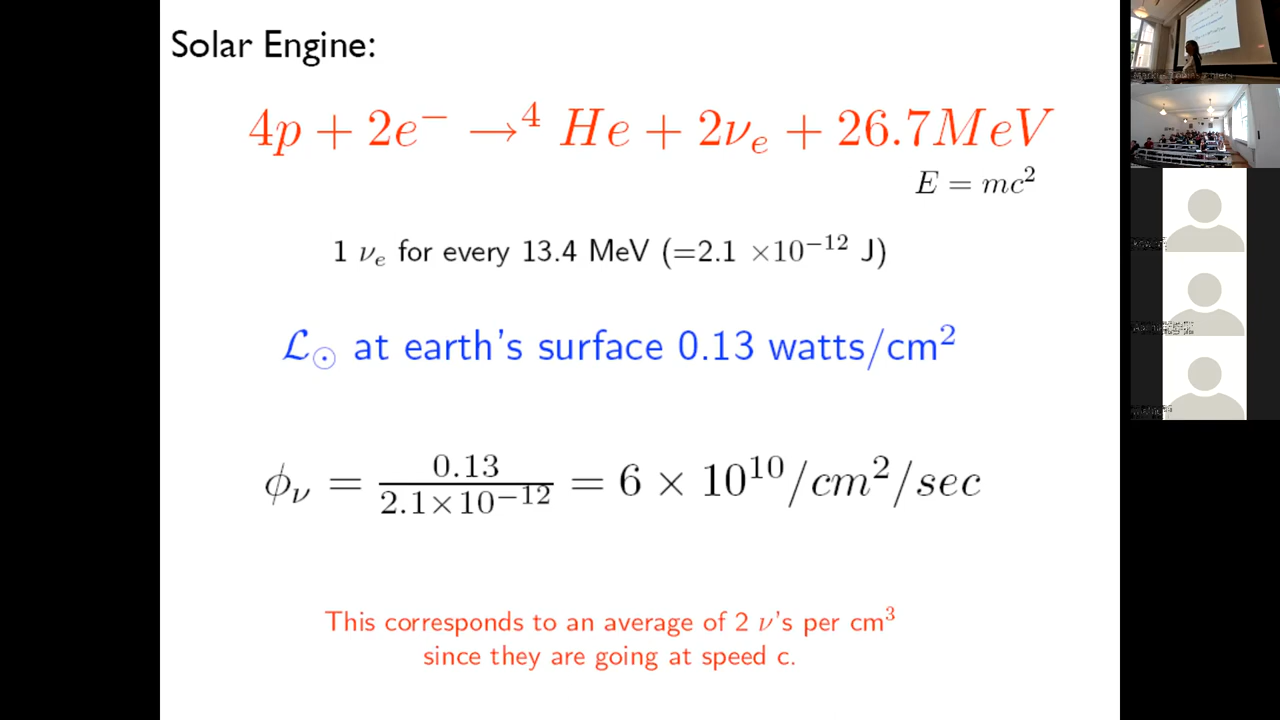 Solar Engine:
4p + 2e⁻ →⁴ He + 2νₑ + 26.7MeV
E = mc²
1 νₑ for every 13.4 MeV (=2.1 ×10⁻¹² J)
ℒ⊙ at earth's surface 0.13 watts/cm²
ϕ_ν = 0.13 / 2.1×10⁻¹² = 6 × 10¹⁰/cm²/sec
This corresponds to an average of 2 ν's per cm³
since they are going at speed c.